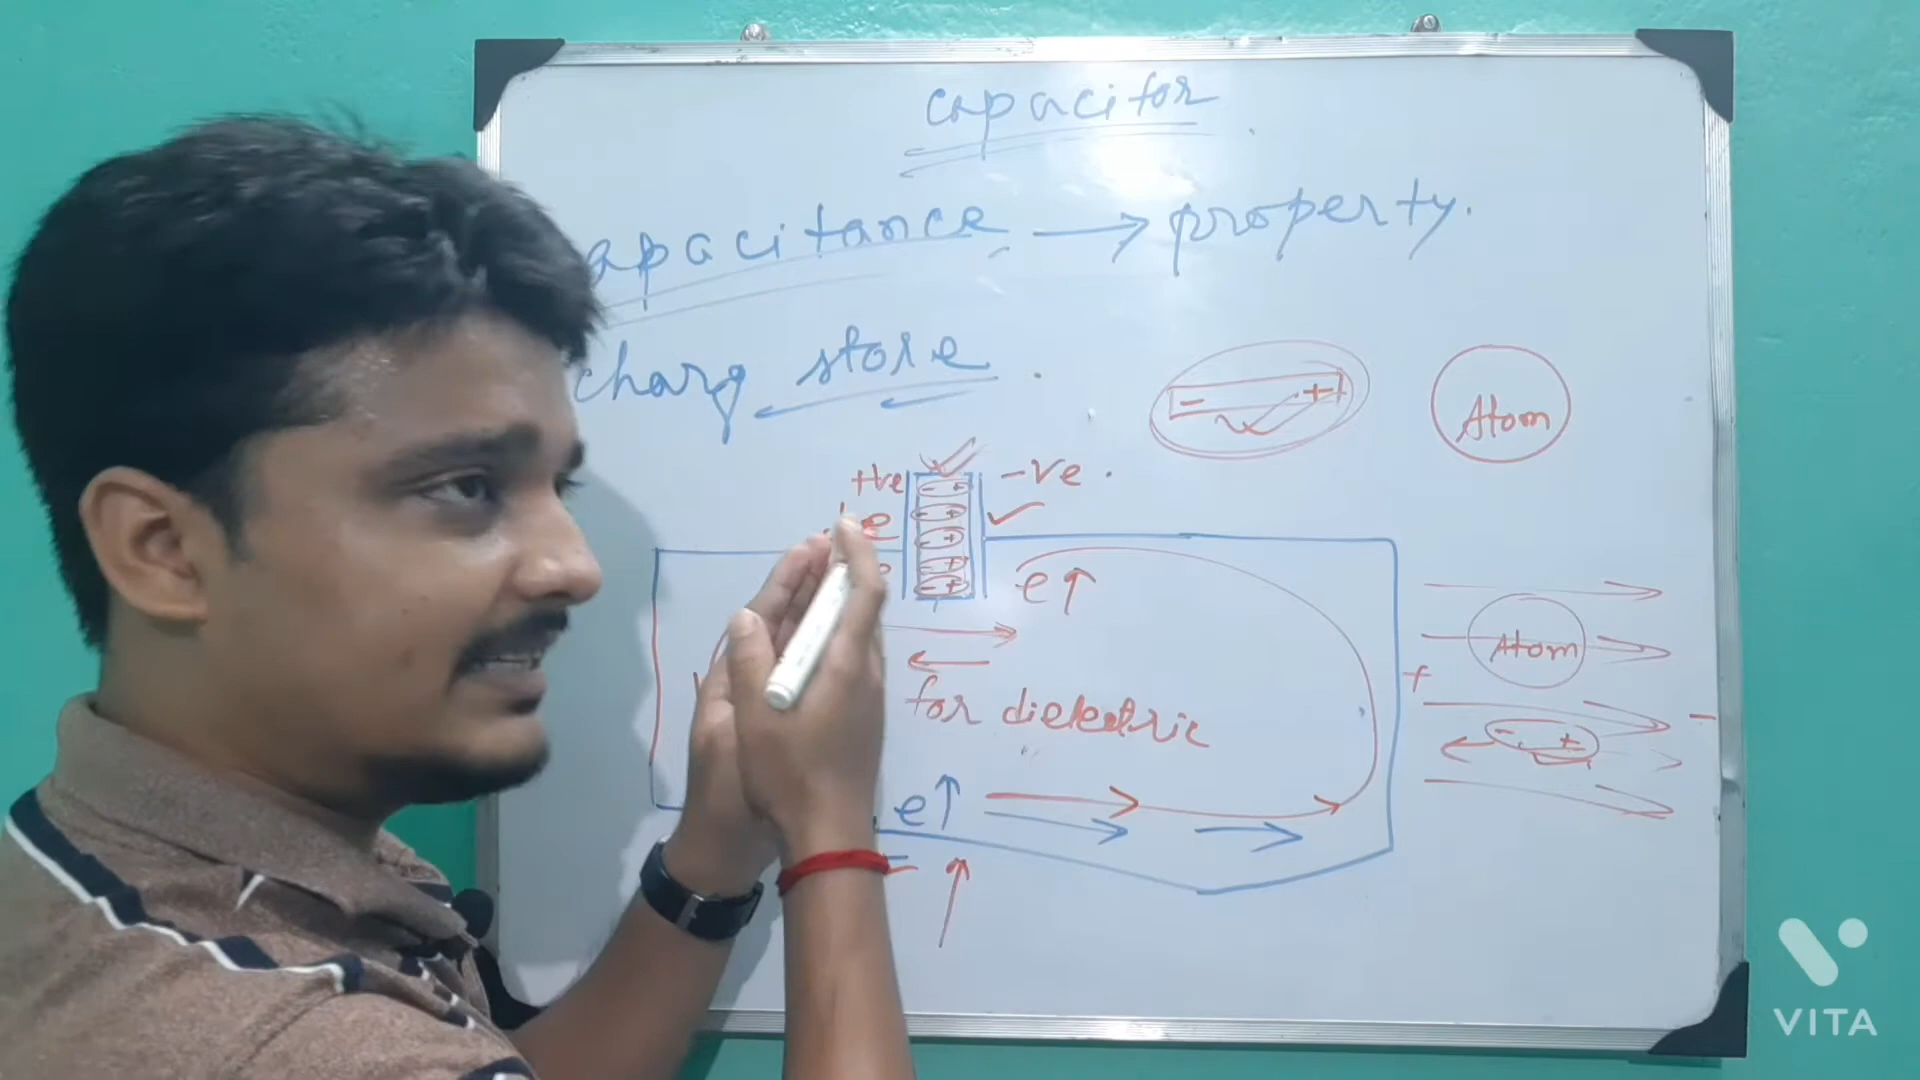 capacitor
apacitance → property.
charg store
- +
Atom
+ve - + -ve
e - +
- +
e - + e↑
- +
Atom
+ -
for dielectric
- +
e↑
VITA